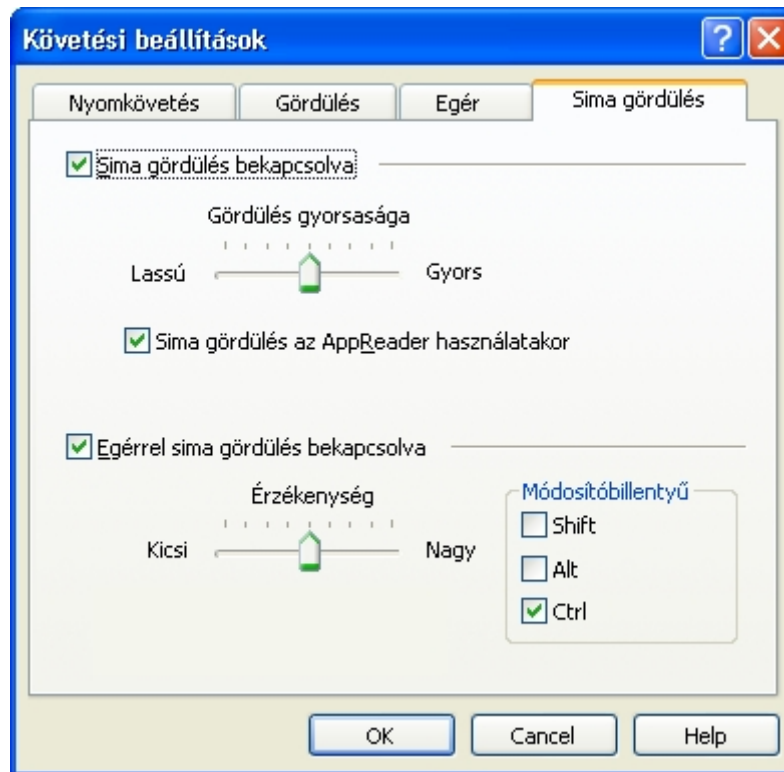 Követési beállítások
Nyomkövetés Gördülés Egér Sima gördülés
Sima gördülés bekapcsolva
Gördülés gyorsasága
Lassú Gyors
Sima gördülés az AppReader használatakor
Egérrel sima gördülés bekapcsolva
Érzékenység Módosítóbillentyű
Shift
Kicsi Nagy Alt
Ctrl
OK Cancel Help